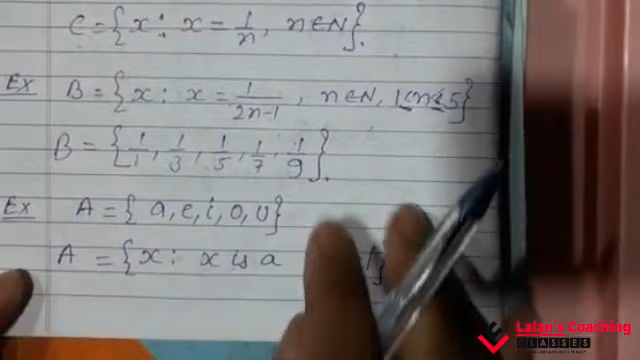 C = {x : x = 1/n, n∈N}.
Ex B = {x : x = 1/2n-1, n∈N, 1≤n≤5}
B = {1/1, 1/3, 1/5, 1/7, 1/9}.
Ex A = {a, e, i, o, u}
A = {x : x is a
Lalan's Coaching
CLASSES